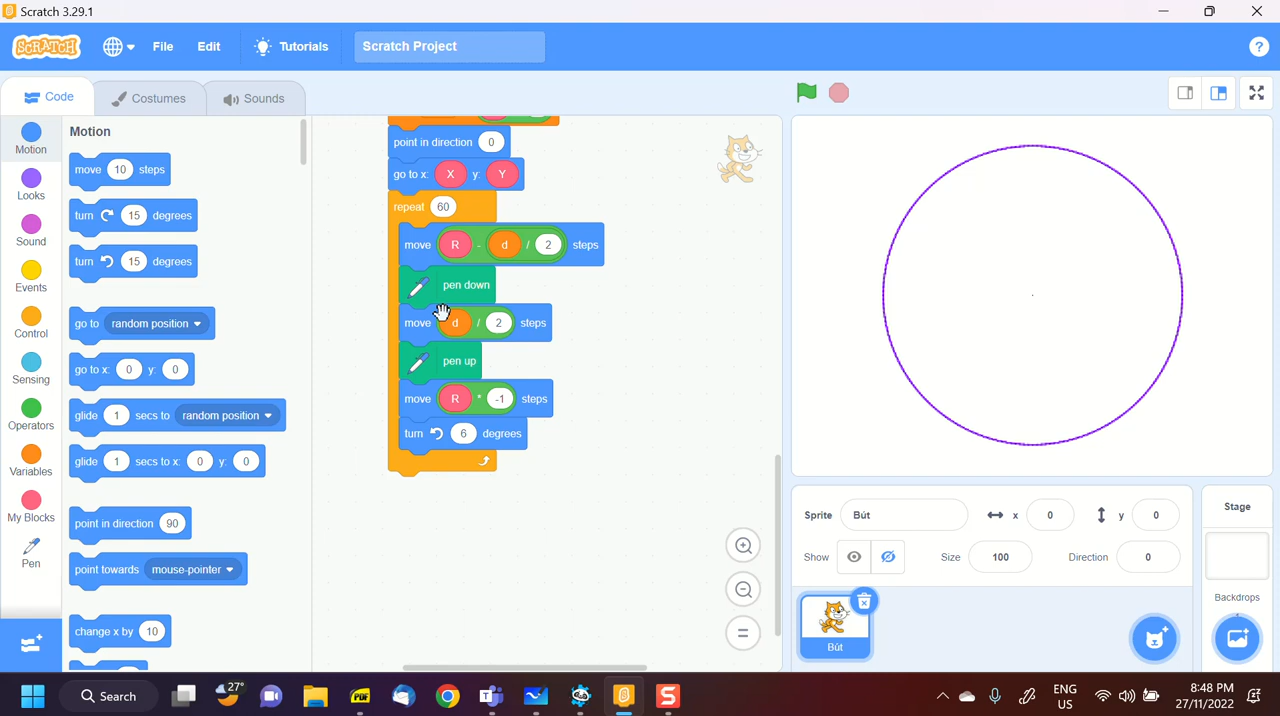 Scratch 3.29.1
SCRATCH File Edit Tutorials Scratch Project ?
Code Costumes Sounds
Motion
Looks
Sound
Events
Control
Sensing
Operators
Variables
My Blocks
Pen
Motion
move 10 steps
turn 15 degrees
turn 15 degrees
go to random position
go to x: 0 y: 0
glide 1 secs to random position
glide 1 secs to x: 0 y: 0
point in direction 90
point towards mouse-pointer
change x by 10
point in direction 0
go to x: X y: Y
repeat 60
move R - d / 2 steps
pen down
move d / 2 steps
pen up
move R * -1 steps
turn 6 degrees
Sprite Bút x 0 y 0
Show Size 100 Direction 0
Bút
Stage
Backdrops
27°
Search
PDF
ENG
US
8:48 PM
27/11/2022